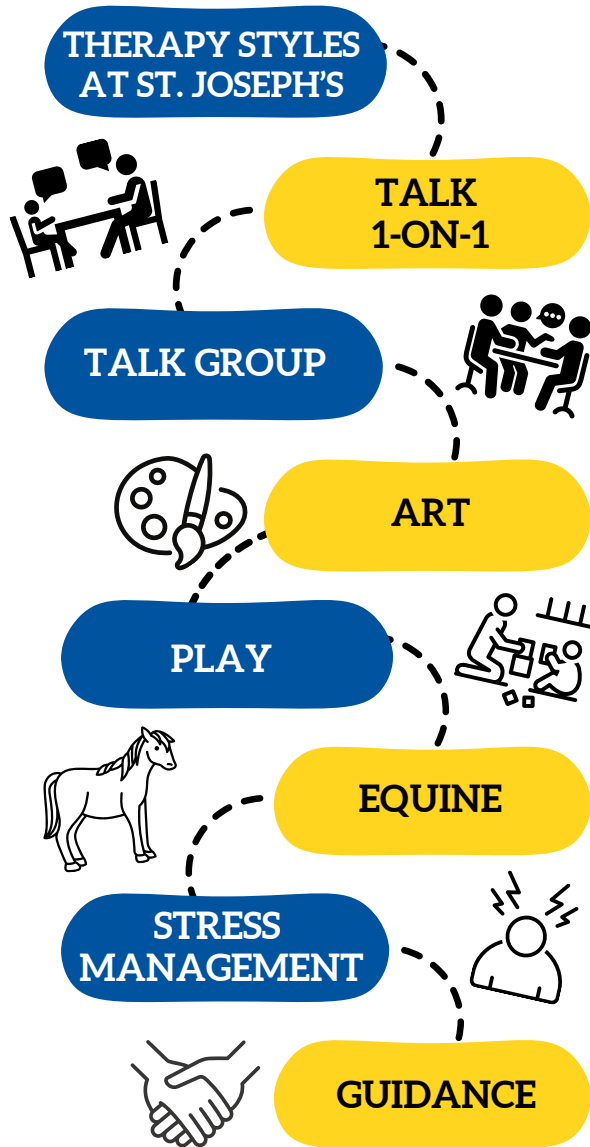 THERAPY STYLES
AT ST. JOSEPH'S
TALK
1-ON-1
TALK GROUP
ART
PLAY
EQUINE
STRESS
MANAGEMENT
GUIDANCE